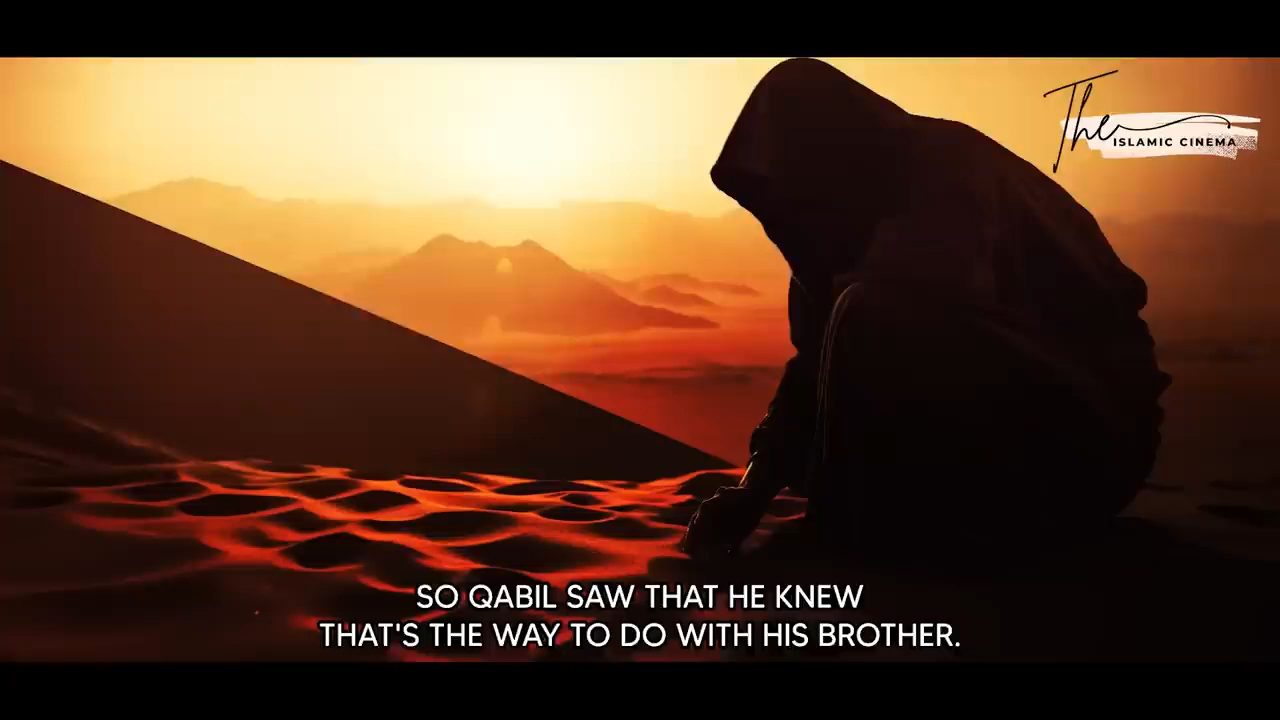 The
ISLAMIC CINEMA
SO QABIL SAW THAT HE KNEW
THAT'S THE WAY TO DO WITH HIS BROTHER.